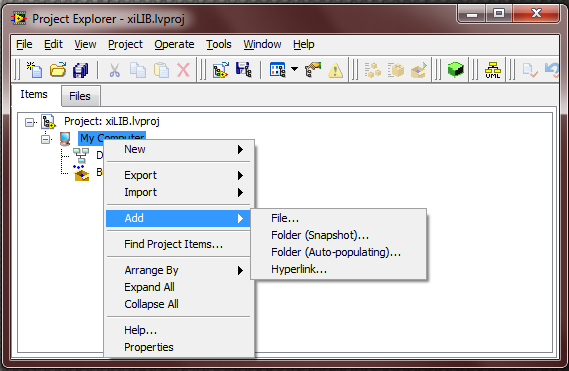 Project Explorer - xiLIB.lvproj
File Edit View Project Operate Tools Window Help
UML
Items Files
Project: xiLIB.lvproj
My Computer
D
B
New
Export
Import
Add
Find Project Items...
Arrange By
Expand All
Collapse All
Help...
Properties
File...
Folder (Snapshot)...
Folder (Auto-populating)...
Hyperlink...